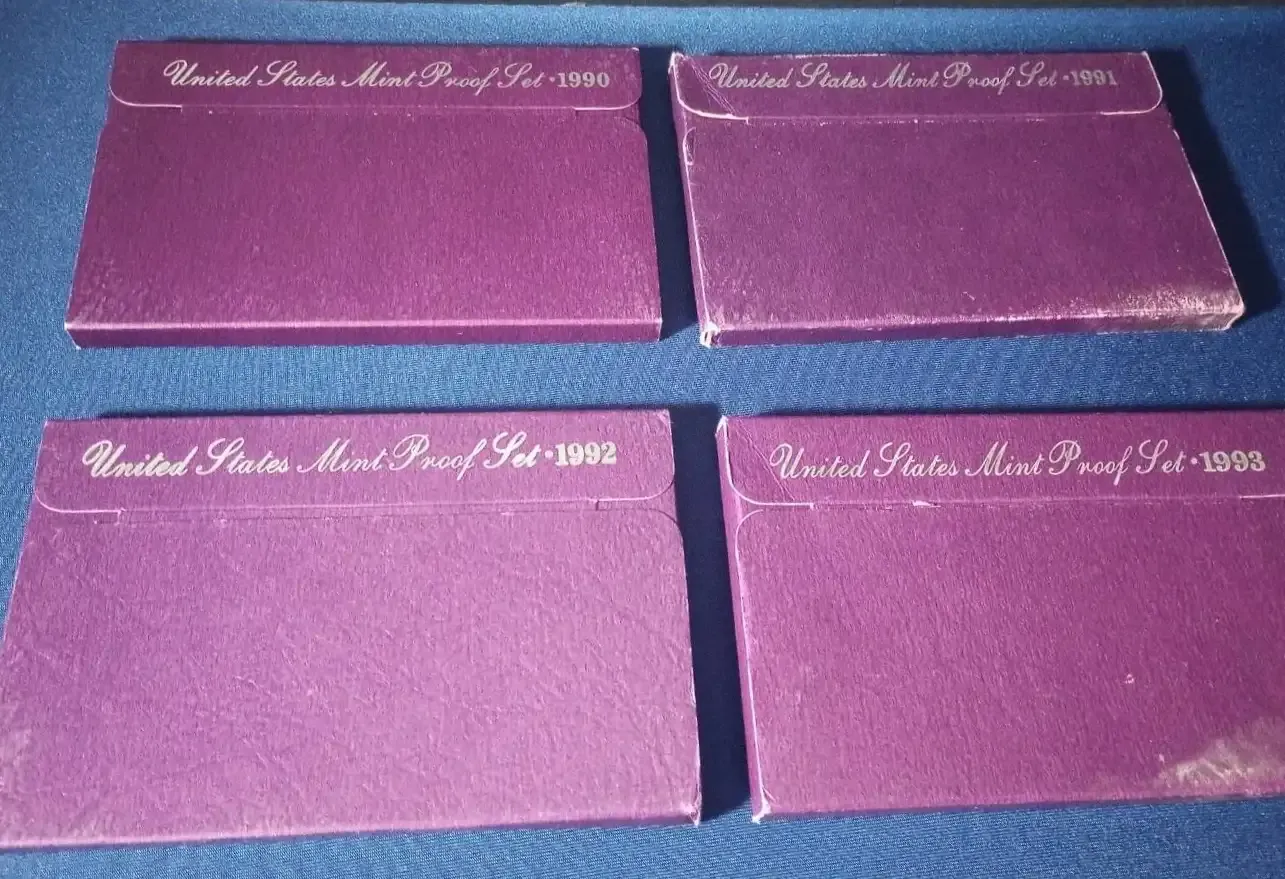 United States Mint Proof Set · 1990
United States Mint Proof Set · 1991
United States Mint Proof Set · 1992
United States Mint Proof Set · 1993